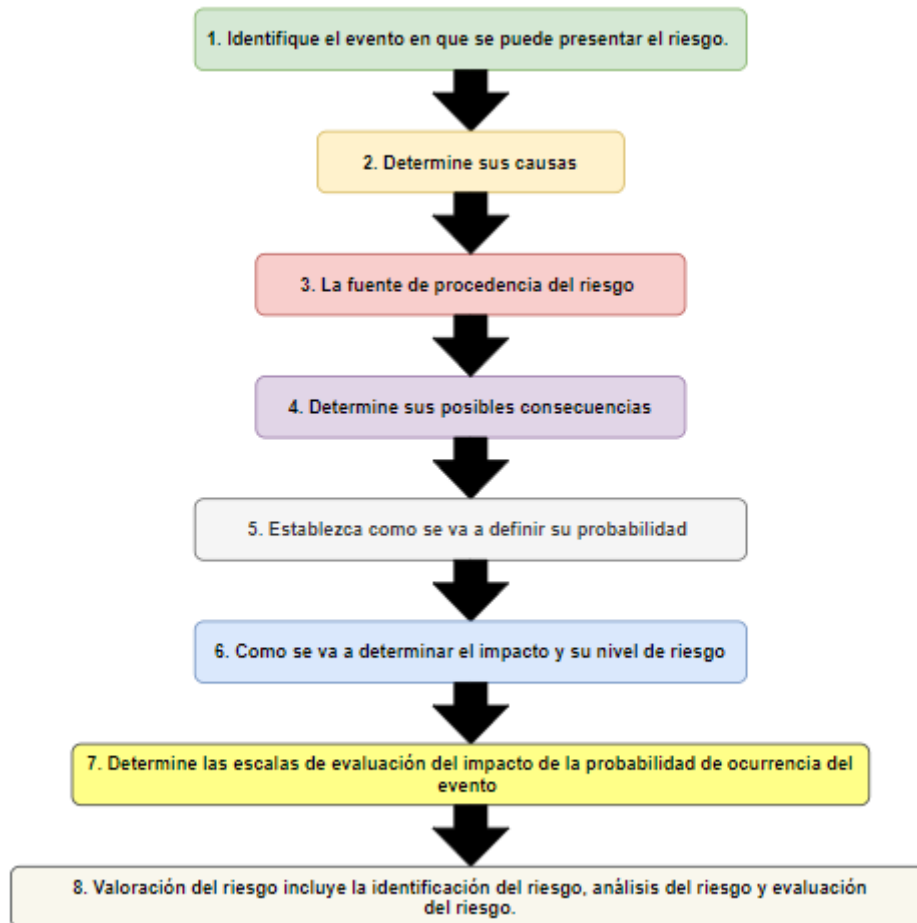 1. Identifique el evento en que se puede presentar el riesgo.
2. Determine sus causas
3. La fuente de procedencia del riesgo
4. Determine sus posibles consecuencias
5. Establezca como se va a definir su probabilidad
6. Como se va a determinar el impacto y su nivel de riesgo
7. Determine las escalas de evaluación del impacto de la probabilidad de ocurrencia del
evento
8. Valoración del riesgo incluye la identificación del riesgo, análisis del riesgo y evaluación
del riesgo.